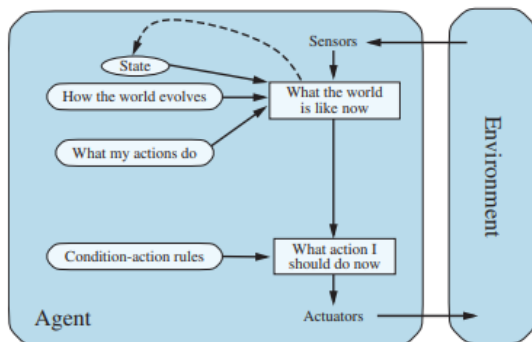 Sensors
State
How the world evolves
What the world
is like now
What my actions do
Condition-action rules
What action I
should do now
Agent
Actuators
Environment